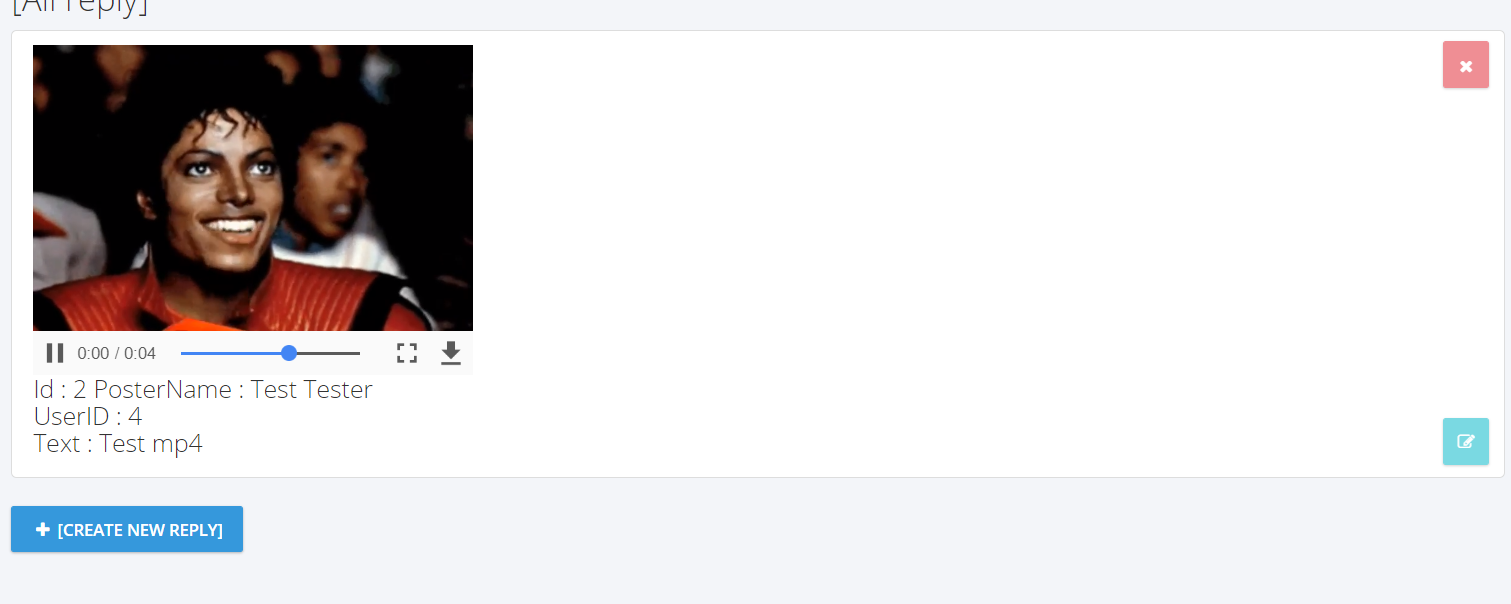 [All reply]
0:00 / 0:04
Id : 2 PosterName : Test Tester
UserID : 4
Text : Test mp4
[CREATE NEW REPLY]